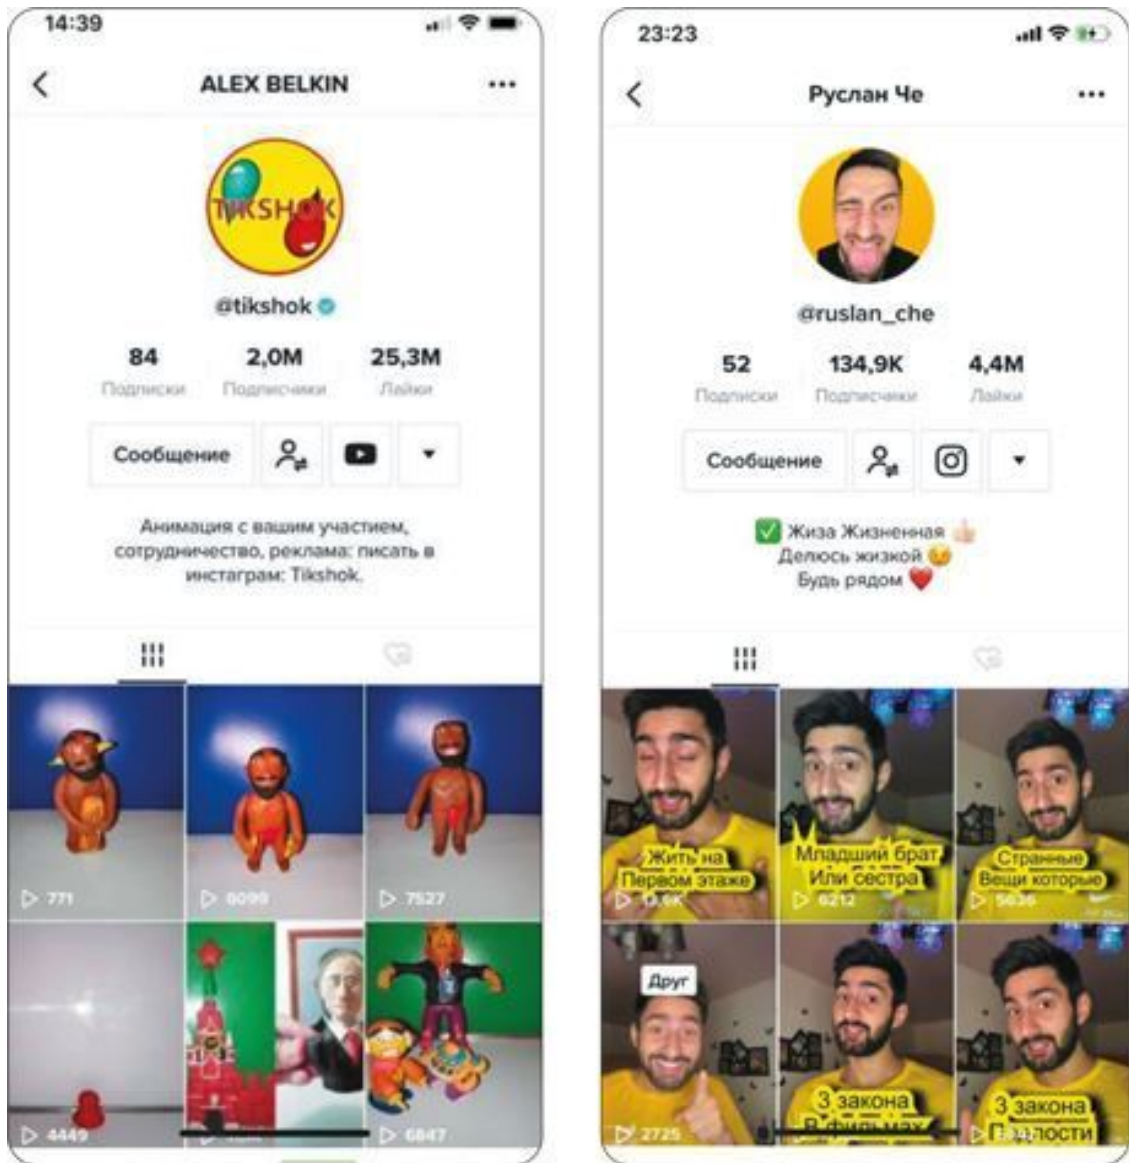 14:39
ALEX BELKIN
TIKSHOK
@tikshok
84
2,0M
25,3M
Подписки
Подписчики
Лайки
Сообщение
Анимация с вашим участием,
сотрудничество, реклама: писать в
инстаграм: Tikshok.
771
6099
7527
4449
6847
23:23
Руслан Че
@ruslan_che
52
134,9K
4,4M
Подписки
Подписчики
Лайки
Сообщение
Жиза Жизненная
Делюсь жизкой
Будь рядом
Жить на
Первом этаже
Младший брат
Или сестра
6212
Странные
Вещи которые
5636
Друг
2725
3 закона
В фильмах
3 закона